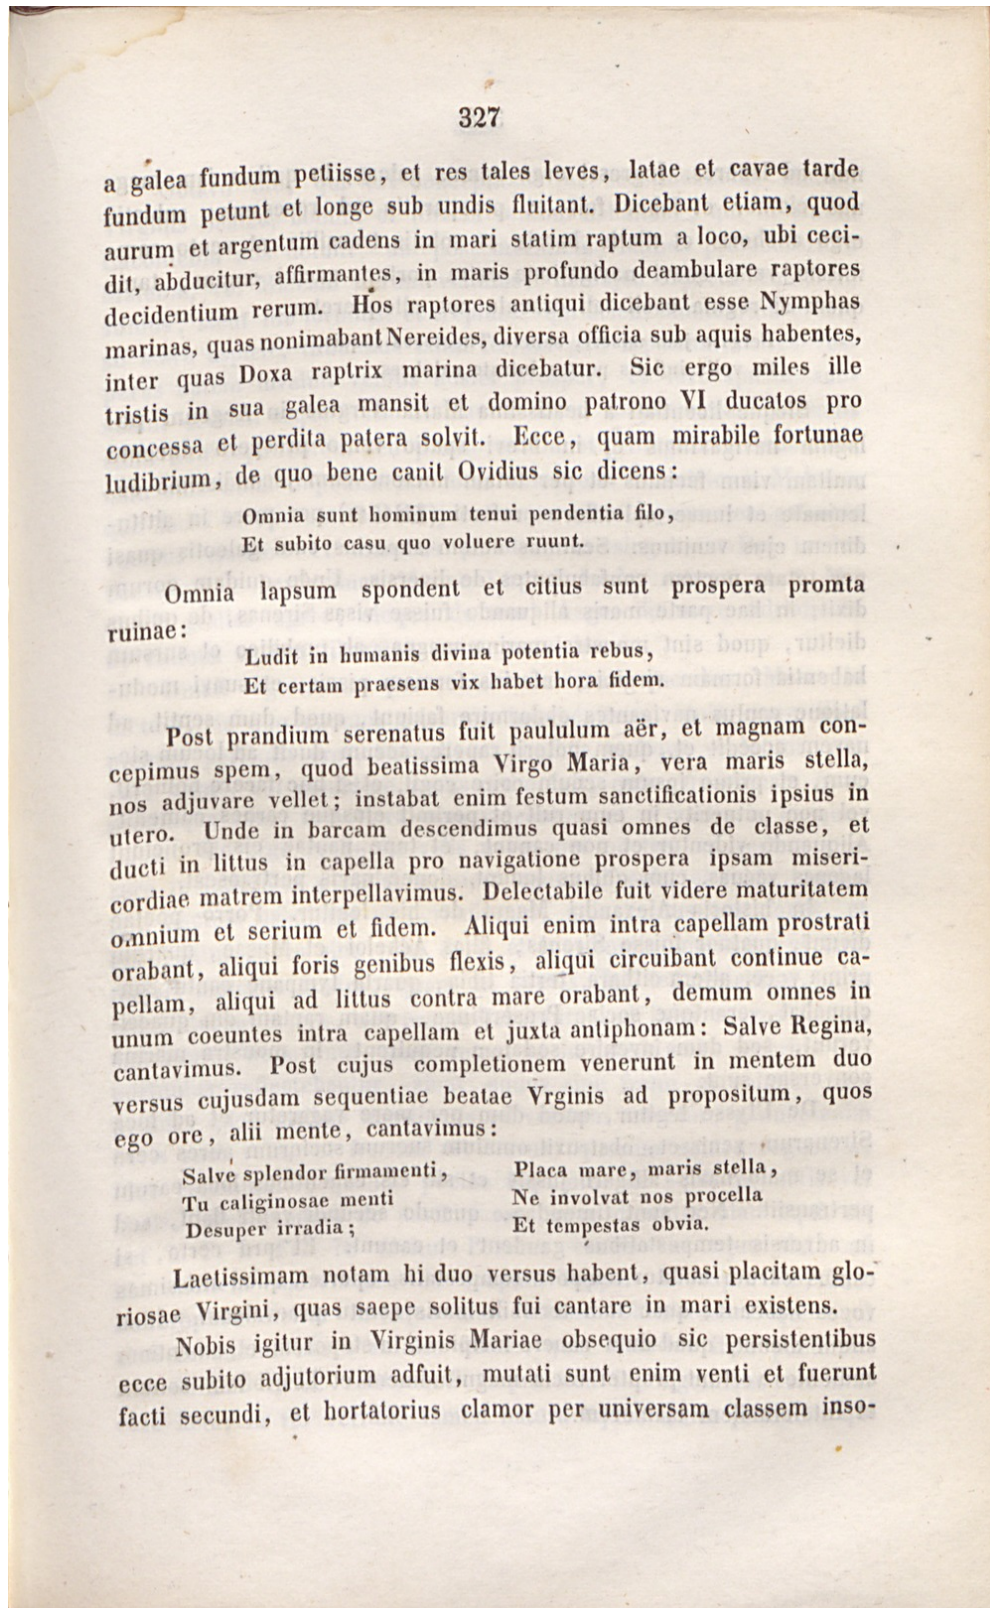 327
a galea fundum petiisse, et res tales leves, latae et cavae tarde
fundum petunt et longe sub undis fluitant. Dicebant etiam, quod
aurum et argentum cadens in mari statim raptum a loco, ubi ceci-
dit, abducitur, affirmantes, in maris profundo deambulare raptores
decidentium rerum. Hos raptores antiqui dicebant esse Nymphas
marinas, quas nonimabant Nereides, diversa officia sub aquis habentes,
inter quas Doxa raptrix marina dicebatur. Sic ergo miles ille
tristis in sua galea mansit et domino patrono VI ducatos pro
concessa et perdita patera solvit. Ecce, quam mirabile fortunae
ludibrium, de quo bene canit Ovidius sic dicens:
Omnia sunt hominum tenui pendentia filo,
Et subito casu quo voluere ruunt.
Omnia lapsum spondent et citius sunt prospera promta
ruinae:
Ludit in humanis divina potentia rebus,
Et certam praesens vix habet hora fidem.
Post prandium serenatus fuit paululum aër, et magnam con-
cepimus spem, quod beatissima Virgo Maria, vera maris stella,
nos adjuvare vellet; instabat enim festum sanctificationis ipsius in
utero. Unde in barcam descendimus quasi omnes de classe, et
ducti in littus in capella pro navigatione prospera ipsam miseri-
cordiae matrem interpellavimus. Delectabile fuit videre maturitatem
omnium et serium et fidem. Aliqui enim intra capellam prostrati
orabant, aliqui foris genibus flexis, aliqui circuibant continue ca-
pellam, aliqui ad littus contra mare orabant, demum omnes in
unum coeuntes intra capellam et juxta antiphonam: Salve Regina,
cantavimus. Post cujus completionem venerunt in mentem duo
versus cujusdam sequentiae beatae Vrginis ad propositum, quos
ego ore, alii mente, cantavimus:
Salve splendor firmamenti,
Tu caliginosae menti
Desuper irradia;
Placa mare, maris stella,
Ne involvat nos procella
Et tempestas obvia.
Laetissimam notam hi duo versus habent, quasi placitam glo-
riosae Virgini, quas saepe solitus fui cantare in mari existens.
Nobis igitur in Virginis Mariae obsequio sic persistentibus
ecce subito adjutorium adfuit, mutati sunt enim venti et fuerunt
facti secundi, et hortatorius clamor per universam classem inso-